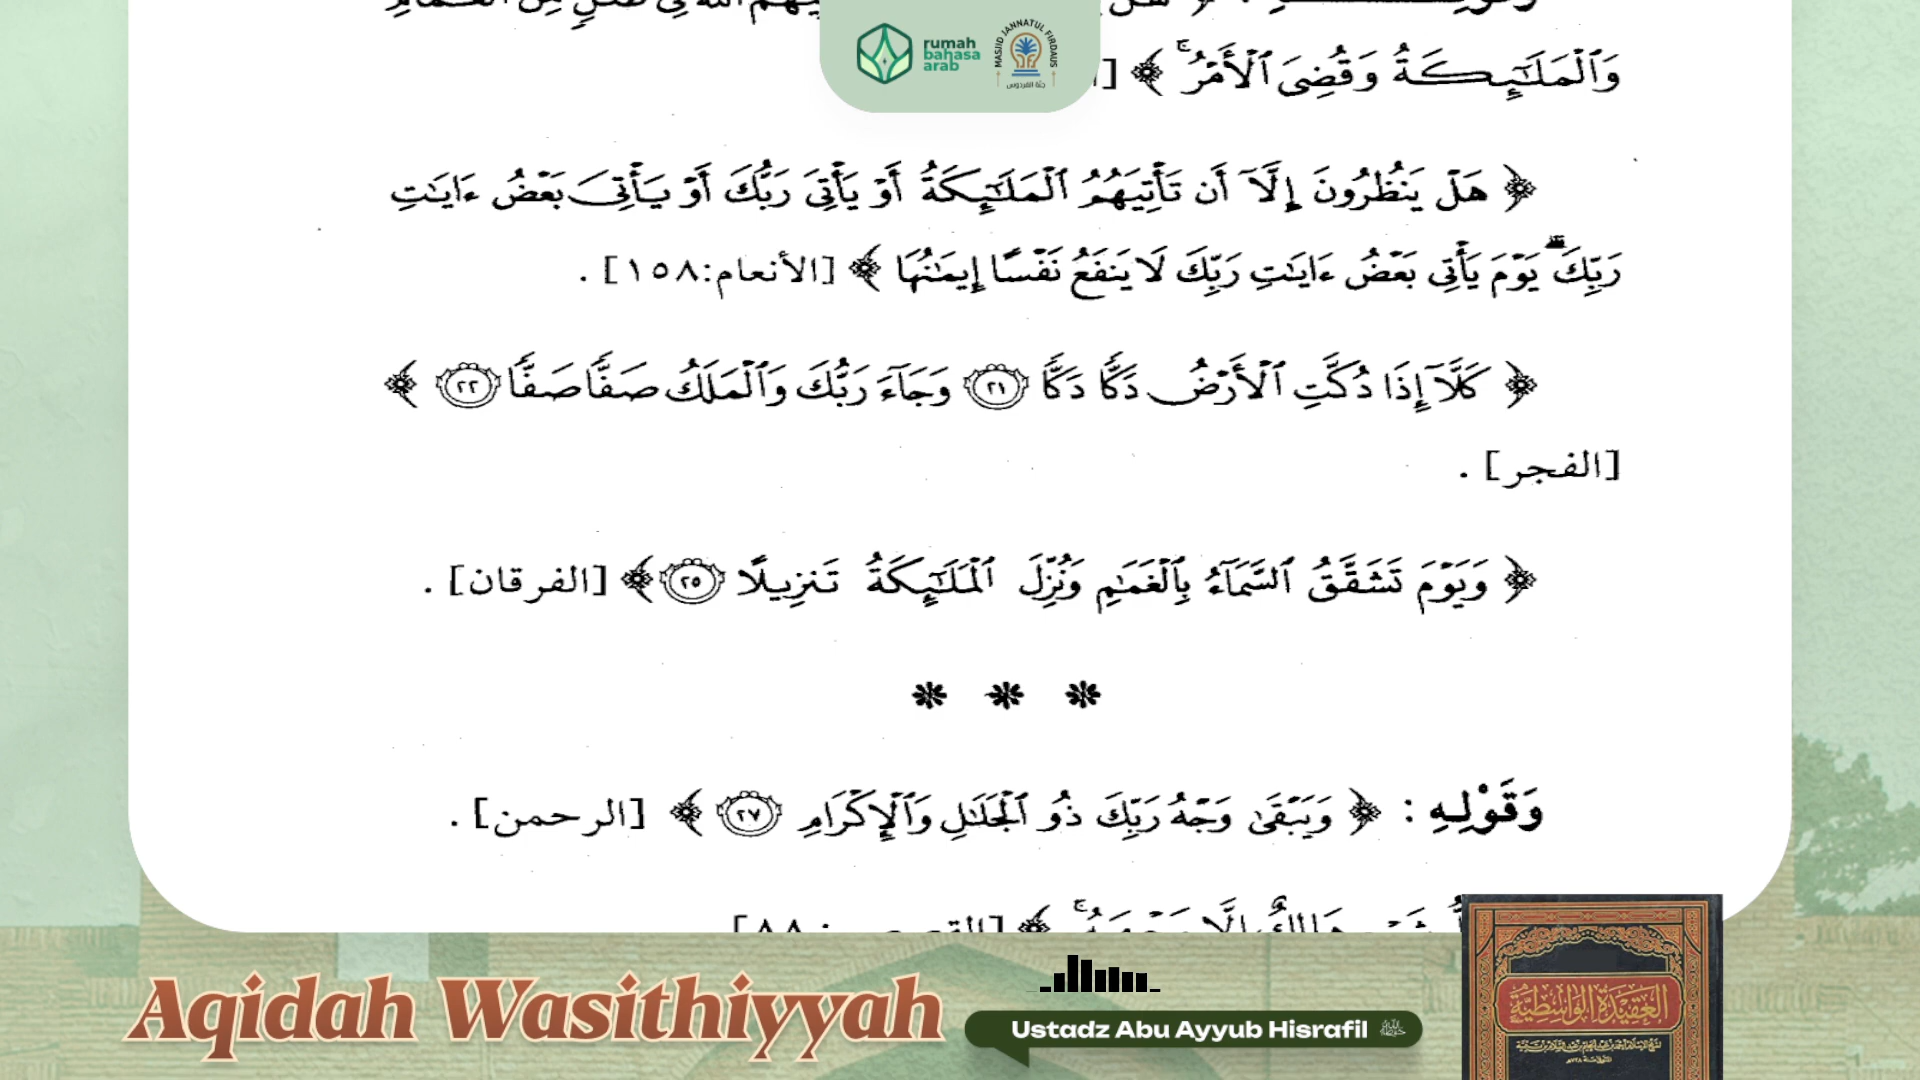 وَٱلْمَلَـٰٓئِكَةُ وَقُضِىَ ٱلْأَمْرُ ۚ ﴾ [
rumah
bahasa
arab
MASJID JANNATUL FIRDAUS
جنة الفردوس
﴿ هَلْ يَنظُرُونَ إِلَّآ أَن تَأْتِيَهُمُ ٱلْمَلَـٰٓئِكَةُ أَوْ يَأْتِىَ رَبُّكَ أَوْ يَأْتِىَ بَعْضُ ءَايَـٰتِ
رَبِّكَ ۗ يَوْمَ يَأْتِى بَعْضُ ءَايَـٰتِ رَبِّكَ لَا يَنفَعُ نَفْسًا إِيمَـٰنُهَا ﴾ [الأنعام:١٥٨] .
﴿ كَلَّآ إِذَا دُكَّتِ ٱلْأَرْضُ دَكًّا دَكًّا ٢١ وَجَآءَ رَبُّكَ وَٱلْمَلَكُ صَفًّا صَفًّا ٢٢ ﴾
[الفجر] .
﴿ وَيَوْمَ تَشَقَّقُ ٱلسَّمَآءُ بِٱلْغَمَـٰمِ وَنُزِّلَ ٱلْمَلَـٰٓئِكَةُ تَنزِيلًا ٢٥ ﴾ [الفرقان] .
* * *
وَقَوْلِهِ : ﴿ وَيَبْقَىٰ وَجْهُ رَبِّكَ ذُو ٱلْجَلَـٰلِ وَٱلْإِكْرَامِ ٢٧ ﴾ [الرحمن] .
Aqidah Wasithiyyah
Ustadz Abu Ayyub Hisrafil
العقيدة الواسطية